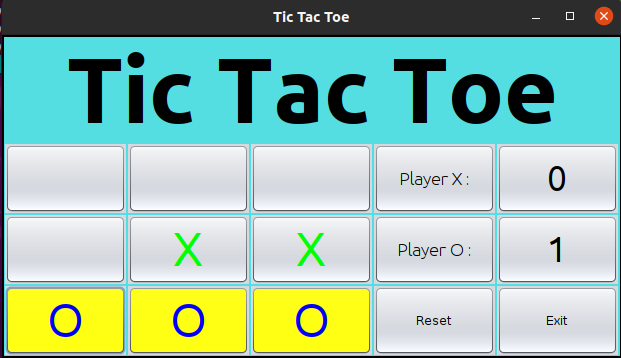 Tic Tac Toe
Tic Tac Toe
Player X : 0
X X Player O : 1
O O O Reset Exit